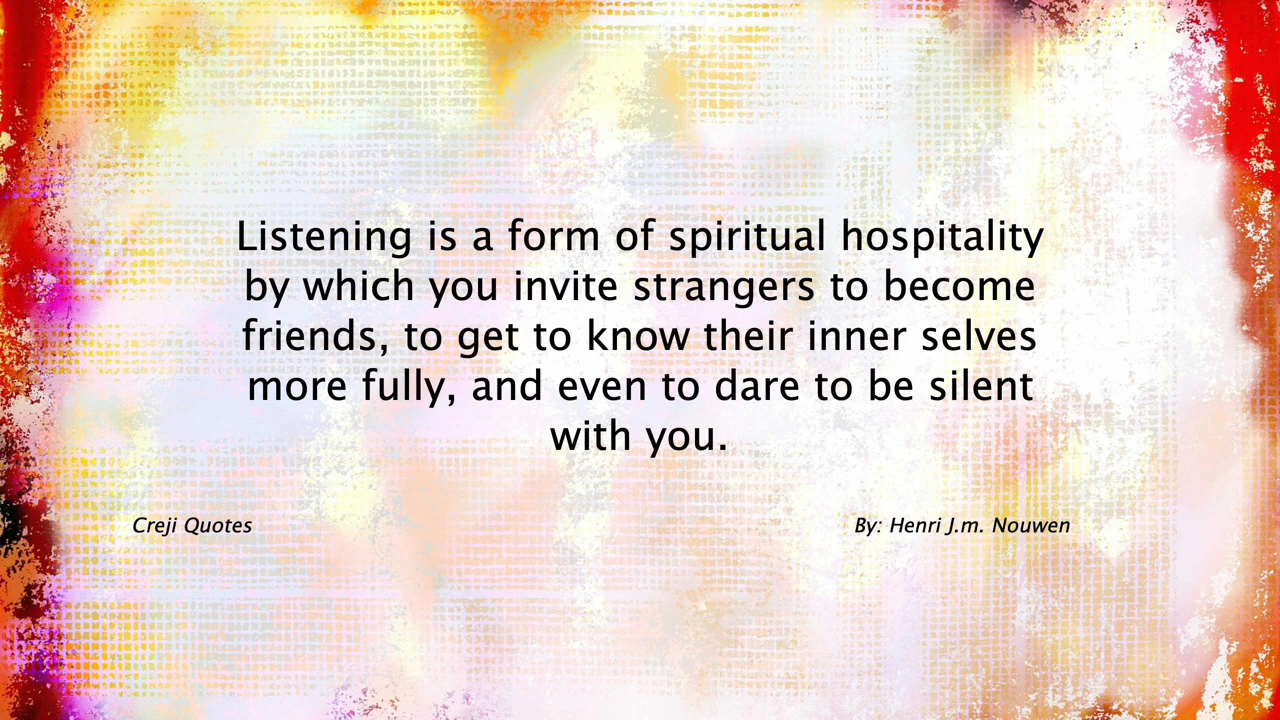 Listening is a form of spiritual hospitality
by which you invite strangers to become
friends, to get to know their inner selves
more fully, and even to dare to be silent
with you.
Creji Quotes
By: Henri J.m. Nouwen